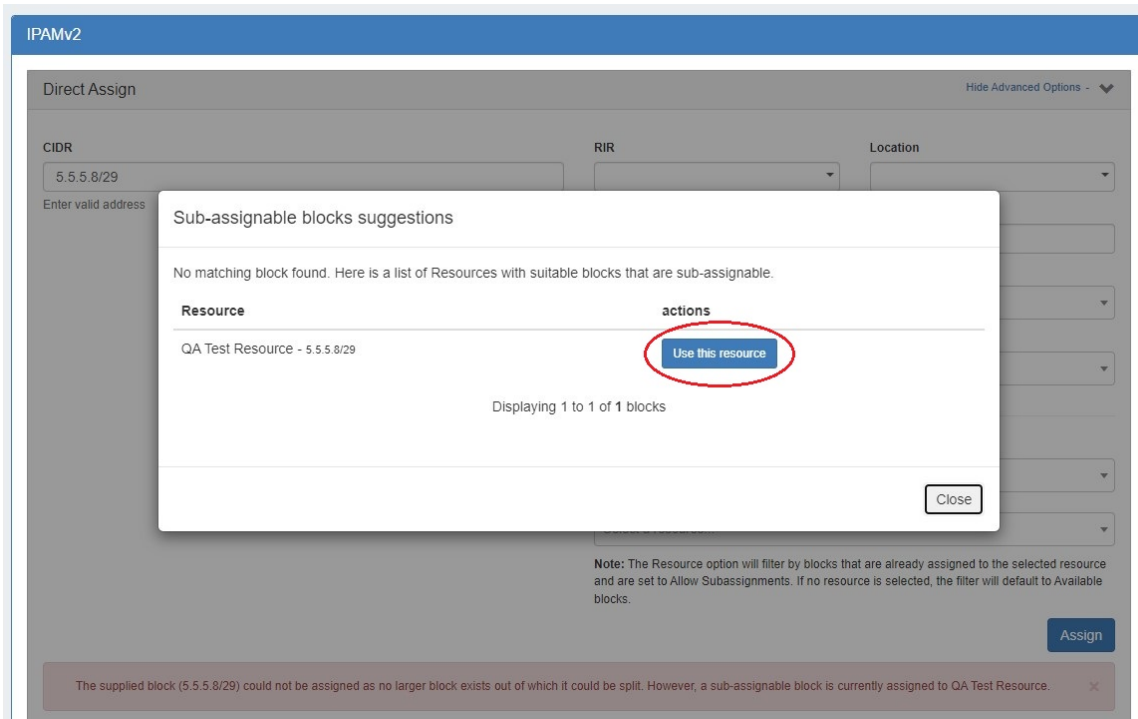 IPAMv2
Direct Assign
Hide Advanced Options -
CIDR
RIR
Location
5.5.5.8/29
Enter valid address
Sub-assignable blocks suggestions
No matching block found. Here is a list of Resources with suitable blocks that are sub-assignable.
Resource
actions
QA Test Resource - 5.5.5.8/29
Use this resource
Displaying 1 to 1 of 1 blocks
Close
Note: The Resource option will filter by blocks that are already assigned to the selected resource
and are set to Allow Subassignments. If no resource is selected, the filter will default to Available
blocks.
Assign
The supplied block (5.5.5.8/29) could not be assigned as no larger block exists out of which it could be split. However, a sub-assignable block is currently assigned to QA Test Resource. ×